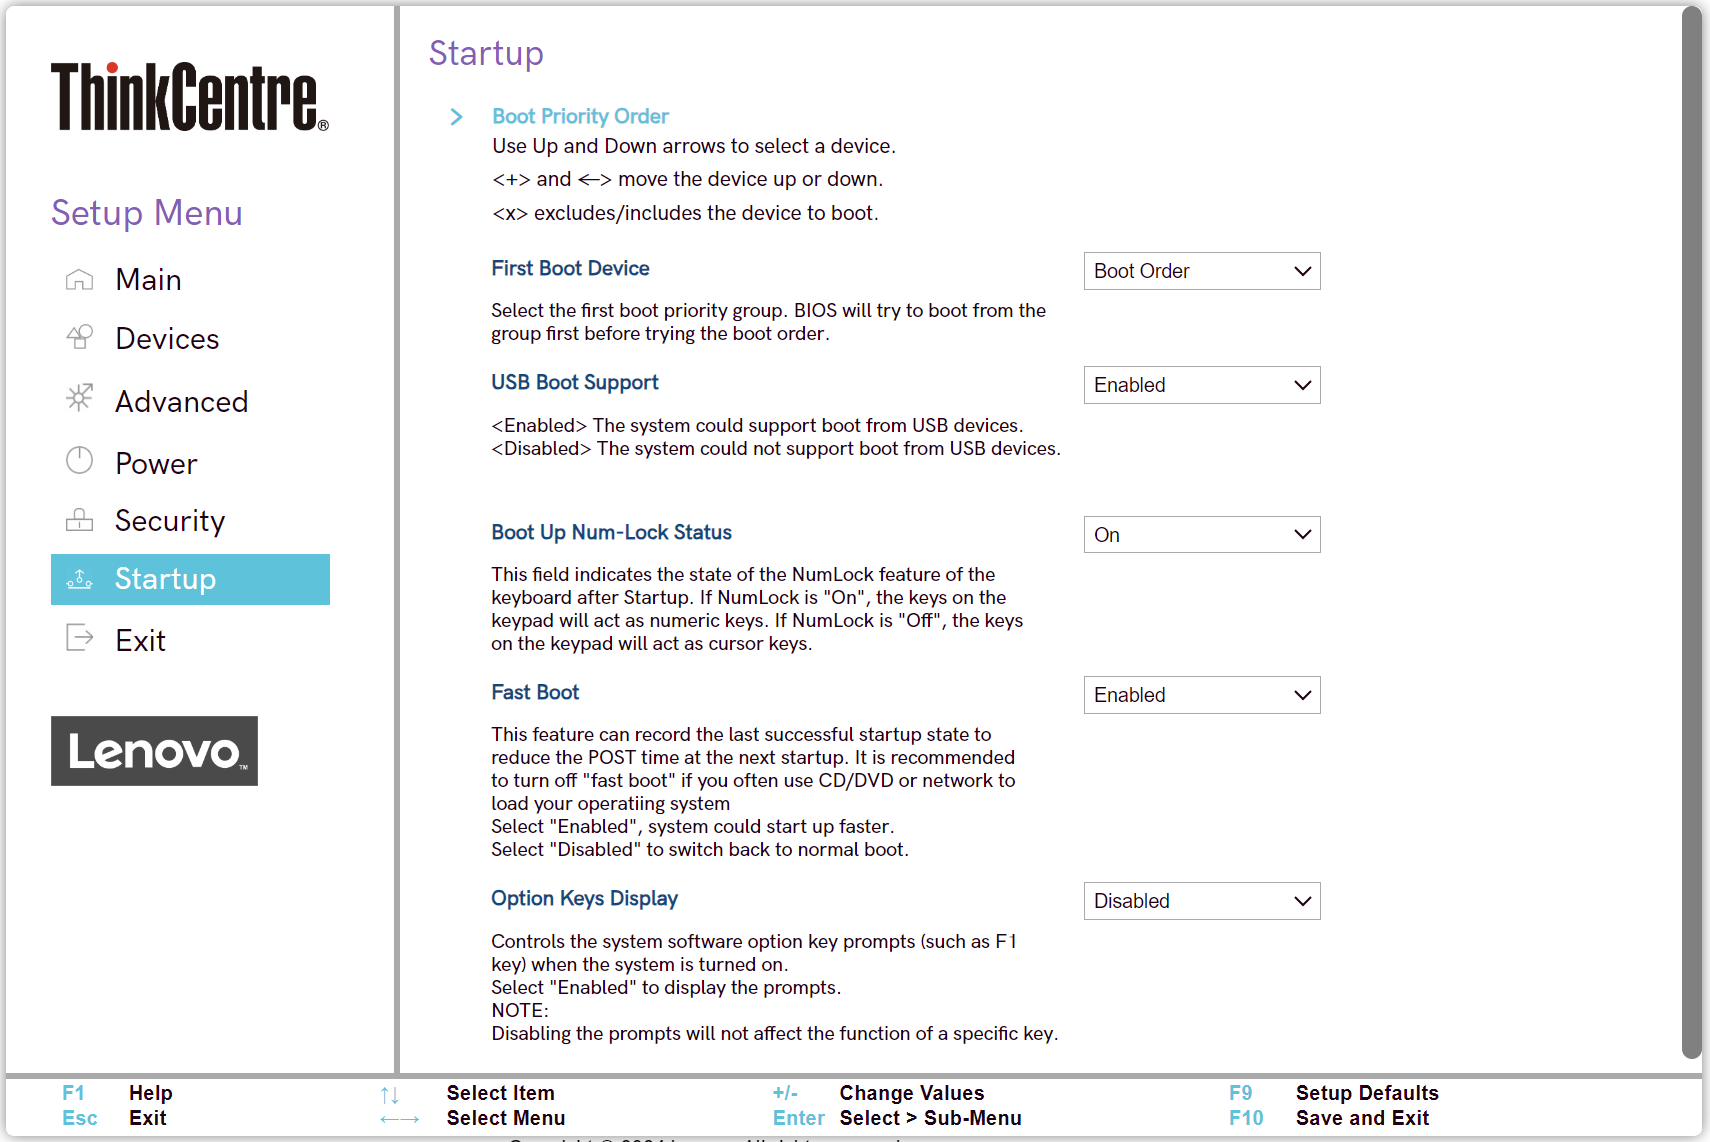 ThinkCentre®
Setup Menu
Main
Devices
Advanced
Power
Security
Startup
Exit
Lenovo™
Startup
> Boot Priority Order
Use Up and Down arrows to select a device.
<+> and <-> move the device up or down.
<x> excludes/includes the device to boot.
First Boot Device
Boot Order
Select the first boot priority group. BIOS will try to boot from the
group first before trying the boot order.
USB Boot Support
Enabled
<Enabled> The system could support boot from USB devices.
<Disabled> The system could not support boot from USB devices.
Boot Up Num-Lock Status
On
This field indicates the state of the NumLock feature of the
keyboard after Startup. If NumLock is "On", the keys on the
keypad will act as numeric keys. If NumLock is "Off", the keys
on the keypad will act as cursor keys.
Fast Boot
Enabled
This feature can record the last successful startup state to
reduce the POST time at the next startup. It is recommended
to turn off "fast boot" if you often use CD/DVD or network to
load your operatiing system
Select "Enabled", system could start up faster.
Select "Disabled" to switch back to normal boot.
Option Keys Display
Disabled
Controls the system software option key prompts (such as F1
key) when the system is turned on.
Select "Enabled" to display the prompts.
NOTE:
Disabling the prompts will not affect the function of a specific key.
F1 Help ↑↓ Select Item +/- Change Values F9 Setup Defaults
Esc Exit ←→ Select Menu Enter Select > Sub-Menu F10 Save and Exit